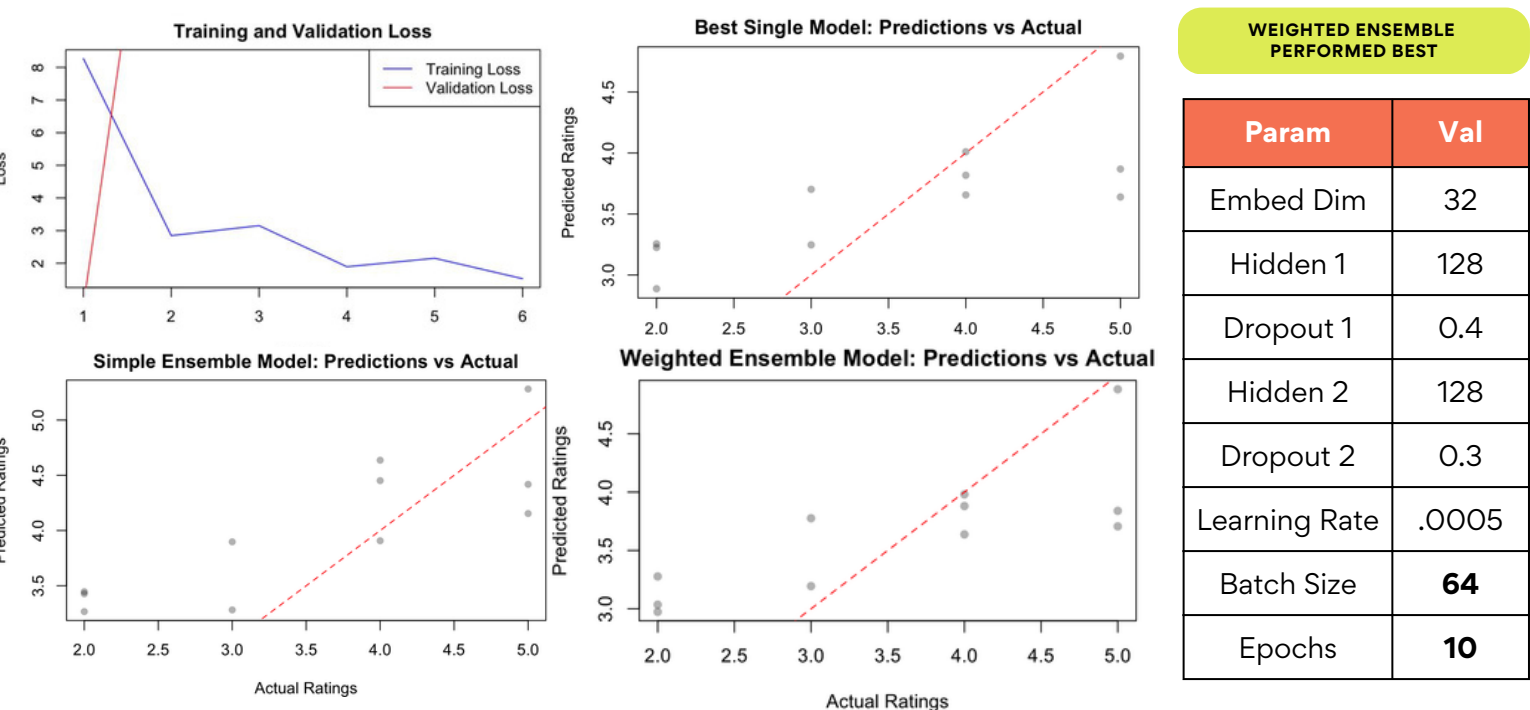 Training and Validation Loss
Training Loss
Validation Loss
Loss
8
7
6
5
4
3
2
1
2
3
4
5
6
Best Single Model: Predictions vs Actual
Predicted Ratings
4.5
4.0
3.5
3.0
2.0
2.5
3.0
3.5
4.0
4.5
5.0
Simple Ensemble Model: Predictions vs Actual
Predicted Ratings
5.0
4.5
4.0
3.5
2.0
2.5
3.0
3.5
4.0
4.5
5.0
Actual Ratings
Weighted Ensemble Model: Predictions vs Actual
Predicted Ratings
4.5
4.0
3.5
3.0
2.0
2.5
3.0
3.5
4.0
4.5
5.0
Actual Ratings
WEIGHTED ENSEMBLE
PERFORMED BEST
Param Val
Embed Dim 32
Hidden 1 128
Dropout 1 0.4
Hidden 2 128
Dropout 2 0.3
Learning Rate .0005
Batch Size 64
Epochs 10